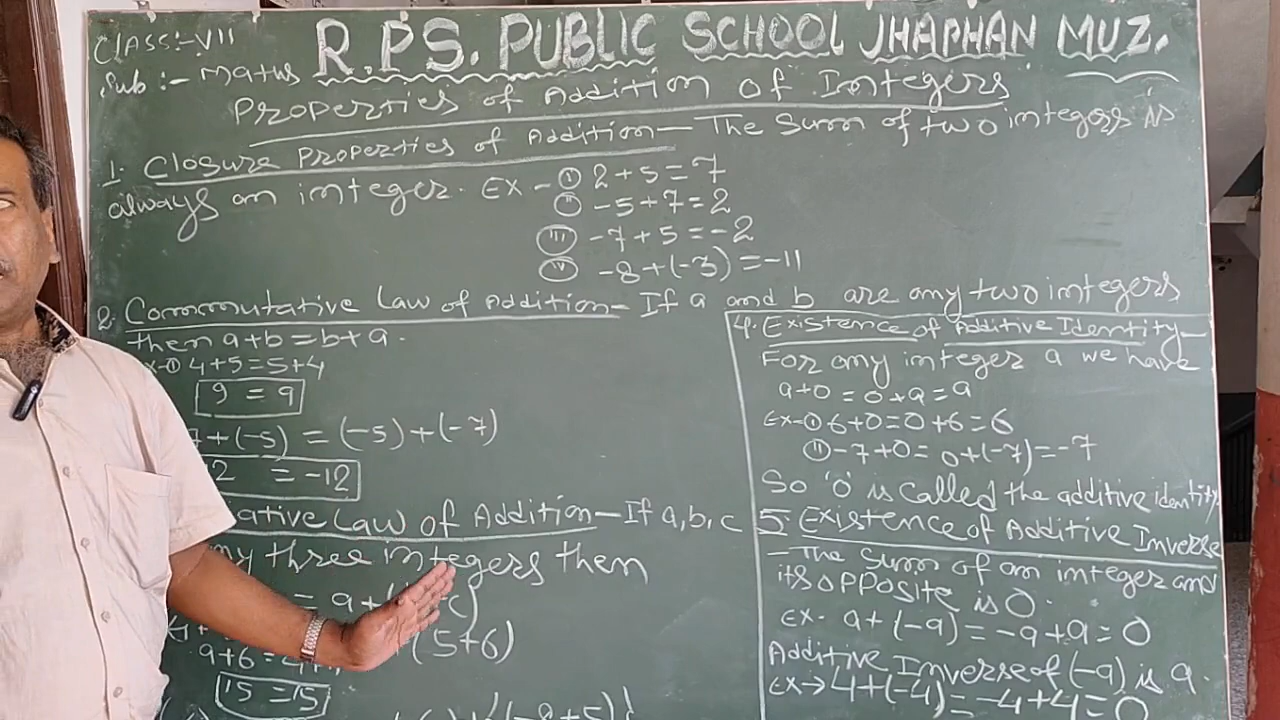 CLASS:-VII
R.P.S. PUBLIC SCHOOL JHAPHAN MUZ.
Sub :- Maths
Properties of Addition of Integers
1. Closure Properties of Addition - The Sum of two integers is
always an integer. EX - (i) 2+5=7
(ii) -5+7=2
(iii) -7+5=-2
(iv) -8+(-3)=-11
2. Commutative Law of Addition - If a and b are any two integers
then a+b=b+a.
4+5=5+4
9 = 9
7+(-5) = (-5)+(-7)
2 = -12
ative Law of Addition - If a, b, c
ny three integers then
= a+ c)
(5+6)
9+6=4+
15 = 15
(-8+5)}
4. Existence of Additive Identity -
For any integer a we have
a+0=0+a=a
EX-(i) 6+0=0+6=6
(ii) -7+0=0+(-7)=-7
So '0' is called the additive identity.
5. Existence of Additive Inverse
- The Sum of an integer and
its opposite is 0.
EX- a+(-a)=-a+a=0
Additive Inverse of (-a) is a.
EX→4+(-4)=-4+4=0